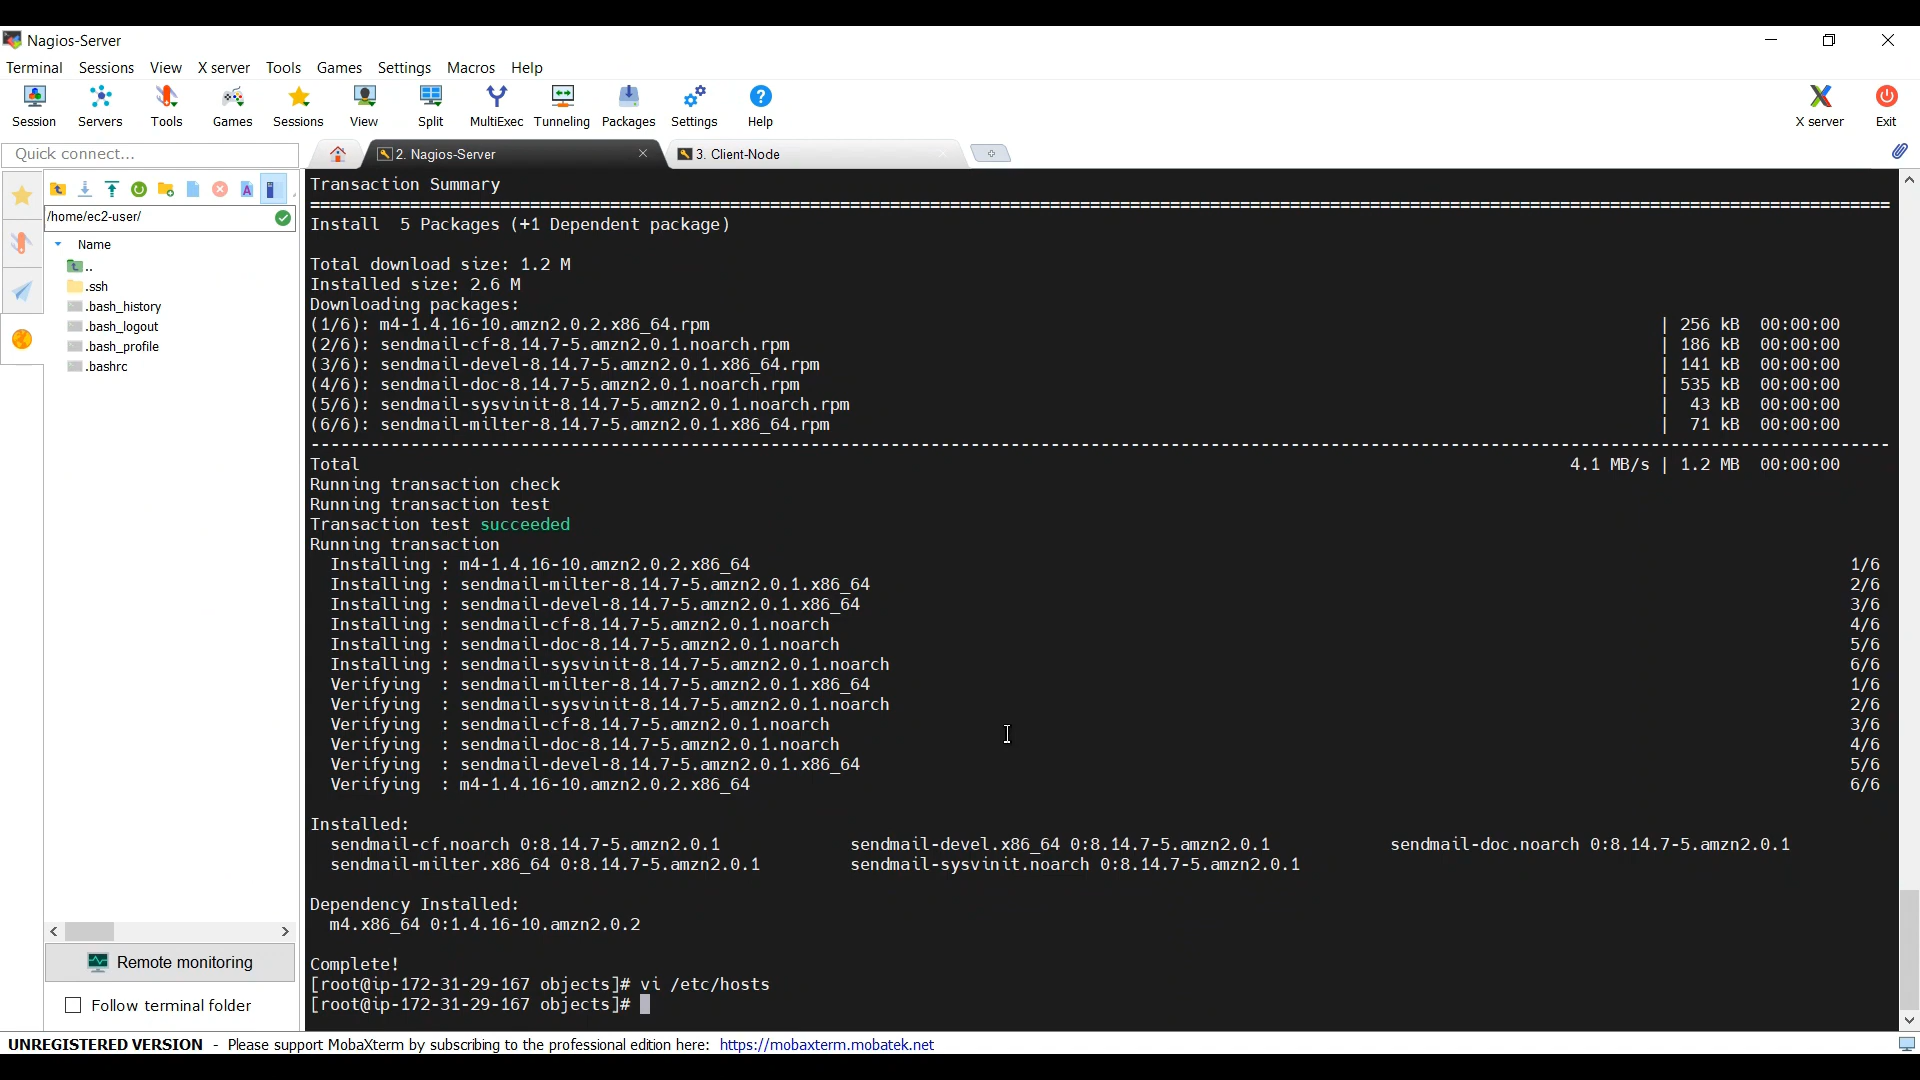 Nagios-Server
Terminal Sessions View X server Tools Games Settings Macros Help
Session Servers Tools Games Sessions View Split MultiExec Tunneling Packages Settings Help X server Exit
Quick connect...
2. Nagios-Server
3. Client-Node
/home/ec2-user/
Name
..
.ssh
.bash_history
.bash_logout
.bash_profile
.bashrc
Remote monitoring
Follow terminal folder
Transaction Summary
================================================================================
Install 5 Packages (+1 Dependent package)
Total download size: 1.2 M
Installed size: 2.6 M
Downloading packages:
(1/6): m4-1.4.16-10.amzn2.0.2.x86_64.rpm | 256 kB 00:00:00
(2/6): sendmail-cf-8.14.7-5.amzn2.0.1.noarch.rpm | 186 kB 00:00:00
(3/6): sendmail-devel-8.14.7-5.amzn2.0.1.x86_64.rpm | 141 kB 00:00:00
(4/6): sendmail-doc-8.14.7-5.amzn2.0.1.noarch.rpm | 535 kB 00:00:00
(5/6): sendmail-sysvinit-8.14.7-5.amzn2.0.1.noarch.rpm | 43 kB 00:00:00
(6/6): sendmail-milter-8.14.7-5.amzn2.0.1.x86_64.rpm | 71 kB 00:00:00
--------------------------------------------------------------------------------
Total 4.1 MB/s | 1.2 MB 00:00:00
Running transaction check
Running transaction test
Transaction test succeeded
Running transaction
Installing : m4-1.4.16-10.amzn2.0.2.x86_64 1/6
Installing : sendmail-milter-8.14.7-5.amzn2.0.1.x86_64 2/6
Installing : sendmail-devel-8.14.7-5.amzn2.0.1.x86_64 3/6
Installing : sendmail-cf-8.14.7-5.amzn2.0.1.noarch 4/6
Installing : sendmail-doc-8.14.7-5.amzn2.0.1.noarch 5/6
Installing : sendmail-sysvinit-8.14.7-5.amzn2.0.1.noarch 6/6
Verifying : sendmail-milter-8.14.7-5.amzn2.0.1.x86_64 1/6
Verifying : sendmail-sysvinit-8.14.7-5.amzn2.0.1.noarch 2/6
Verifying : sendmail-cf-8.14.7-5.amzn2.0.1.noarch 3/6
Verifying : sendmail-doc-8.14.7-5.amzn2.0.1.noarch 4/6
Verifying : sendmail-devel-8.14.7-5.amzn2.0.1.x86_64 5/6
Verifying : m4-1.4.16-10.amzn2.0.2.x86_64 6/6
Installed:
sendmail-cf.noarch 0:8.14.7-5.amzn2.0.1 sendmail-devel.x86_64 0:8.14.7-5.amzn2.0.1 sendmail-doc.noarch 0:8.14.7-5.amzn2.0.1
sendmail-milter.x86_64 0:8.14.7-5.amzn2.0.1 sendmail-sysvinit.noarch 0:8.14.7-5.amzn2.0.1
Dependency Installed:
m4.x86_64 0:1.4.16-10.amzn2.0.2
Complete!
[root@ip-172-31-29-167 objects]# vi /etc/hosts
[root@ip-172-31-29-167 objects]#
UNREGISTERED VERSION - Please support MobaXterm by subscribing to the professional edition here: https://mobaxterm.mobatek.net